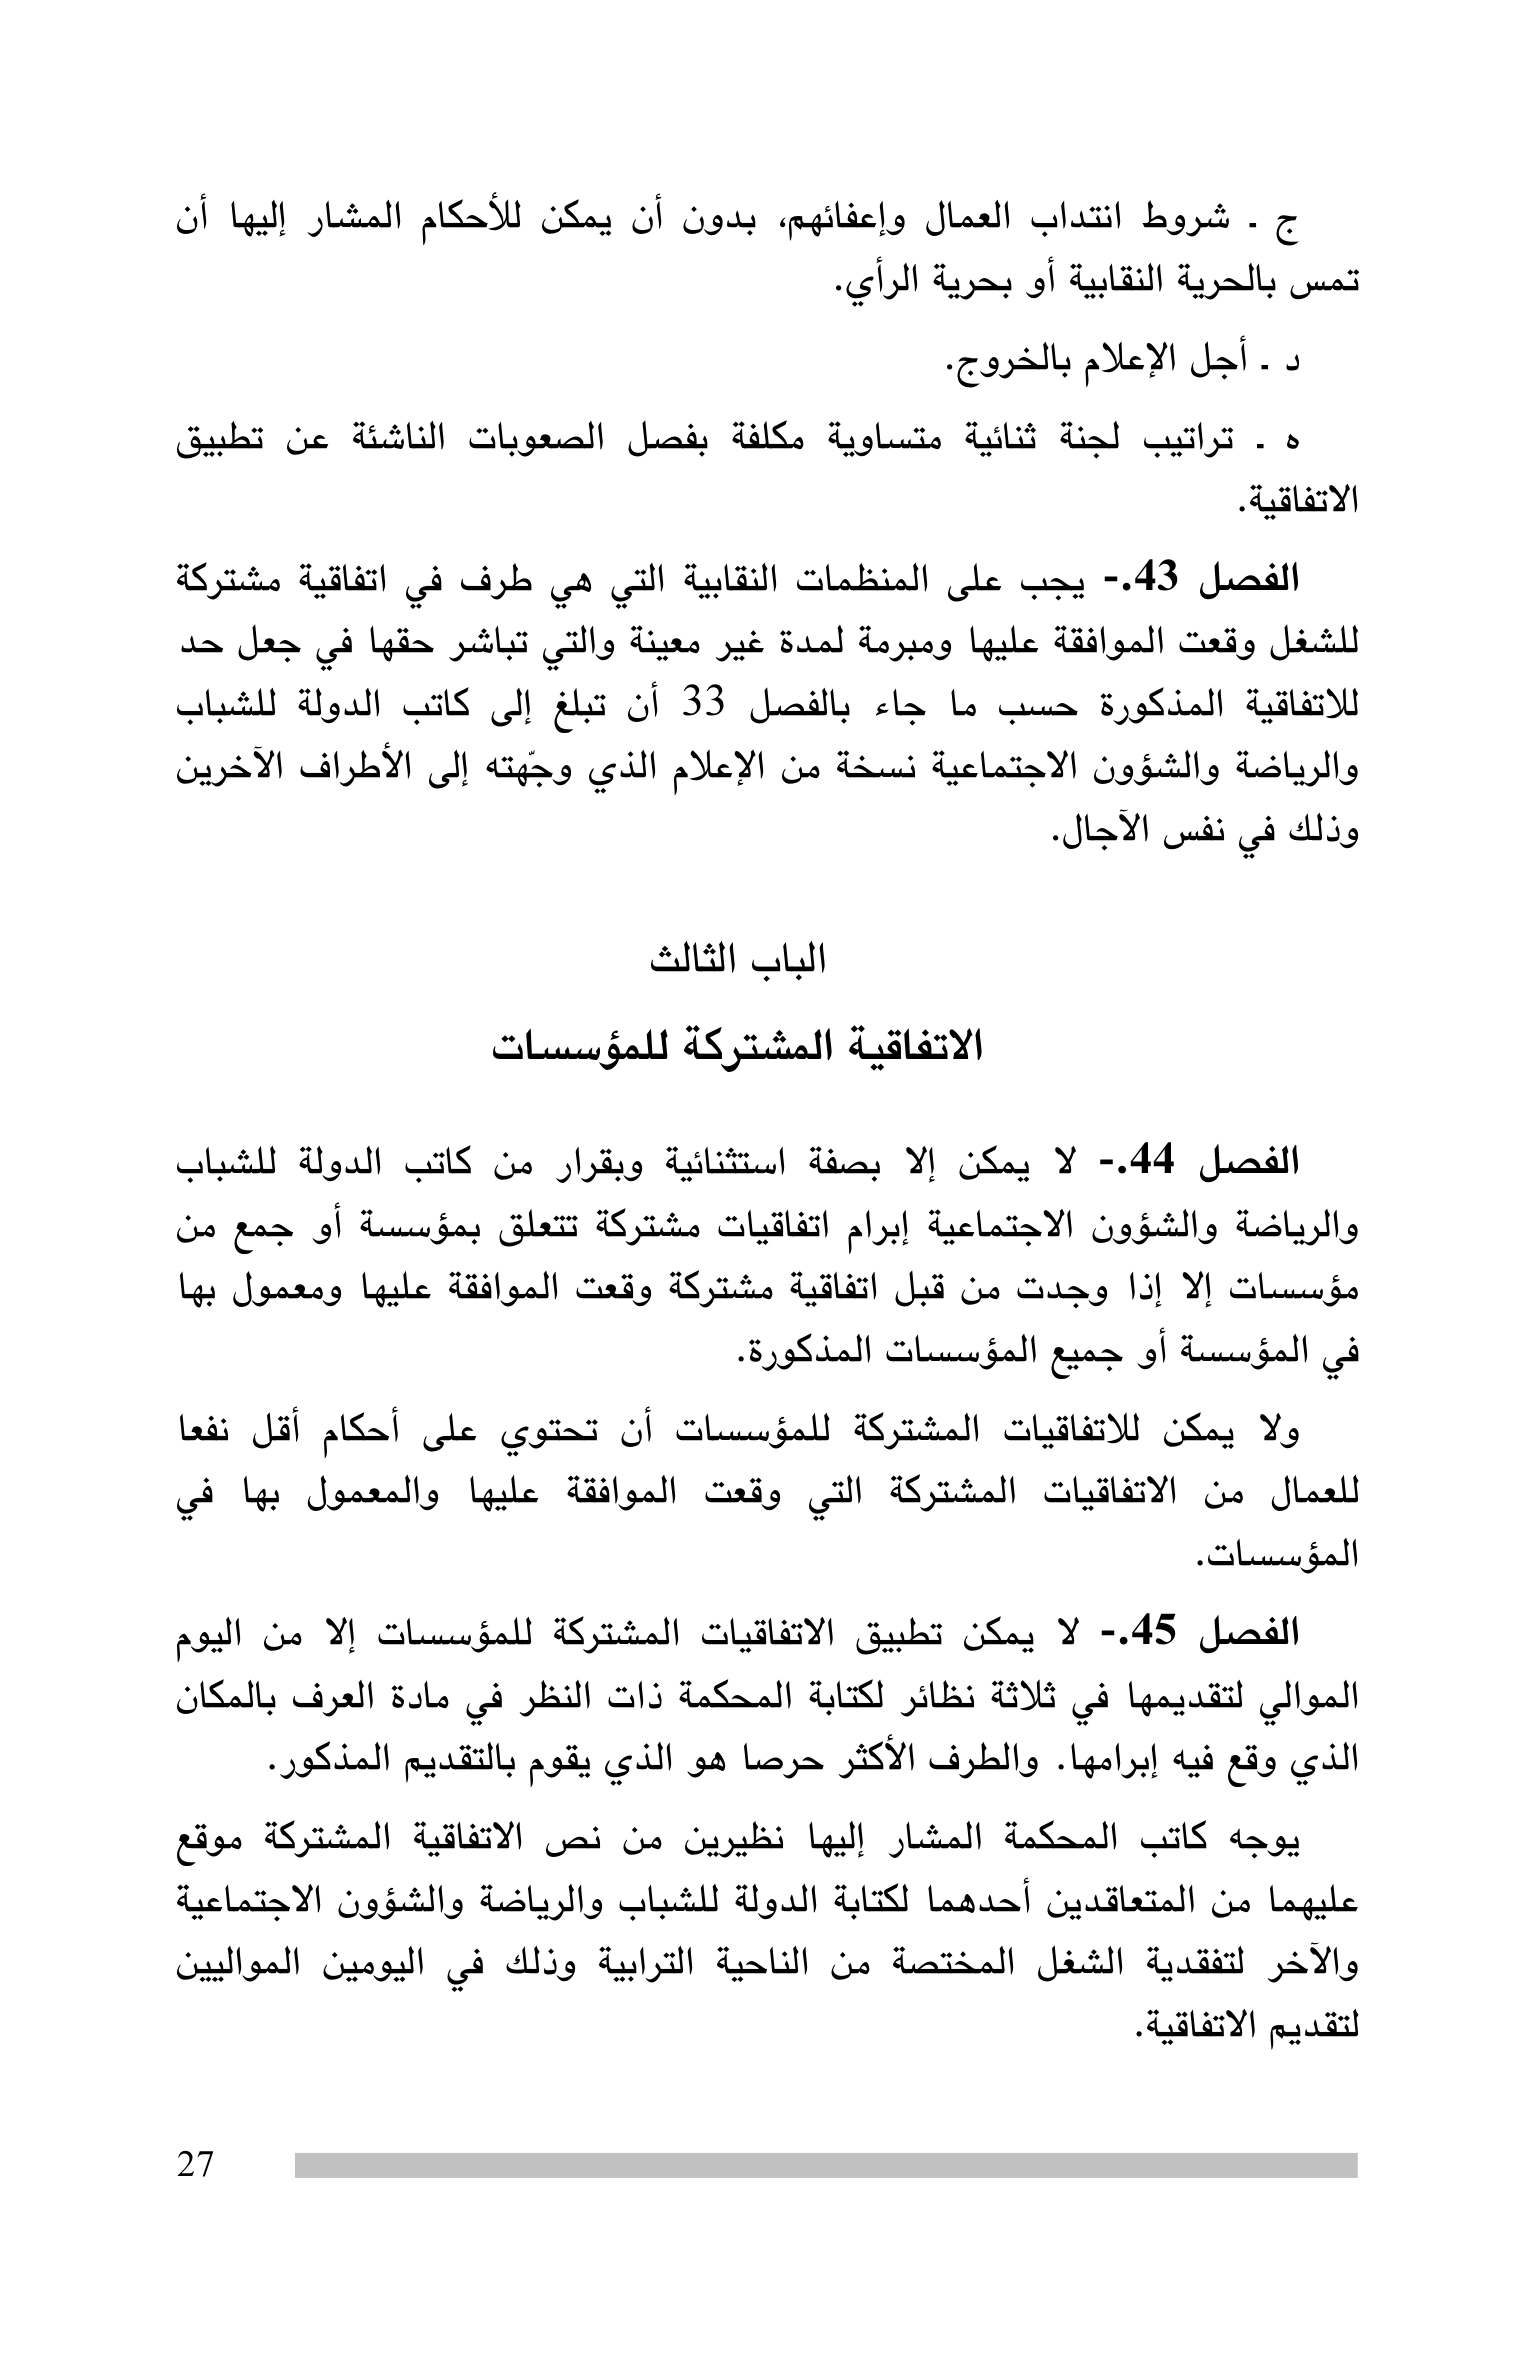 ج ـ شروط انتداب العمال وإعفائهم، بدون أن يمكن للأحكام المشار إليها أن
تمس بالحرية النقابية أو بحرية الرأي.
د ـ أجل الإعلام بالخروج.
ه ـ تراتيب لجنة ثنائية متساوية مكلفة بفصل الصعوبات الناشئة عن تطبيق
الاتفاقية.
الفصل 43.- يجب على المنظمات النقابية التي هي طرف في اتفاقية مشتركة
للشغل وقعت الموافقة عليها ومبرمة لمدة غير معينة والتي تباشر حقها في جعل حد
للاتفاقية المذكورة حسب ما جاء بالفصل 33 أن تبلغ إلى كاتب الدولة للشباب
والرياضة والشؤون الاجتماعية نسخة من الإعلام الذي وجّهته إلى الأطراف الآخرين
وذلك في نفس الآجال.
الباب الثالث
الاتفاقية المشتركة للمؤسسات
الفصل 44.- لا يمكن إلا بصفة استثنائية وبقرار من كاتب الدولة للشباب
والرياضة والشؤون الاجتماعية إبرام اتفاقيات مشتركة تتعلق بمؤسسة أو جمع من
مؤسسات إلا إذا وجدت من قبل اتفاقية مشتركة وقعت الموافقة عليها ومعمول بها
في المؤسسة أو جميع المؤسسات المذكورة.
ولا يمكن للاتفاقيات المشتركة للمؤسسات أن تحتوي على أحكام أقل نفعا
للعمال من الاتفاقيات المشتركة التي وقعت الموافقة عليها والمعمول بها في
المؤسسات.
الفصل 45.- لا يمكن تطبيق الاتفاقيات المشتركة للمؤسسات إلا من اليوم
الموالي لتقديمها في ثلاثة نظائر لكتابة المحكمة ذات النظر في مادة العرف بالمكان
الذي وقع فيه إبرامها. والطرف الأكثر حرصا هو الذي يقوم بالتقديم المذكور.
يوجه كاتب المحكمة المشار إليها نظيرين من نص الاتفاقية المشتركة موقع
عليهما من المتعاقدين أحدهما لكتابة الدولة للشباب والرياضة والشؤون الاجتماعية
والآخر لتفقدية الشغل المختصة من الناحية الترابية وذلك في اليومين المواليين
لتقديم الاتفاقية.
27